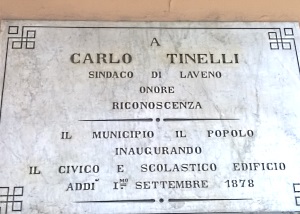 A
CARLO TINELLI
SINDACO DI LAVENO
ONORE
RICONOSCENZA
IL MUNICIPIO IL POPOLO
INAUGURANDO
IL CIVICO E SCOLASTICO EDIFICIO
ADDI' 1MO SETTEMBRE 1878